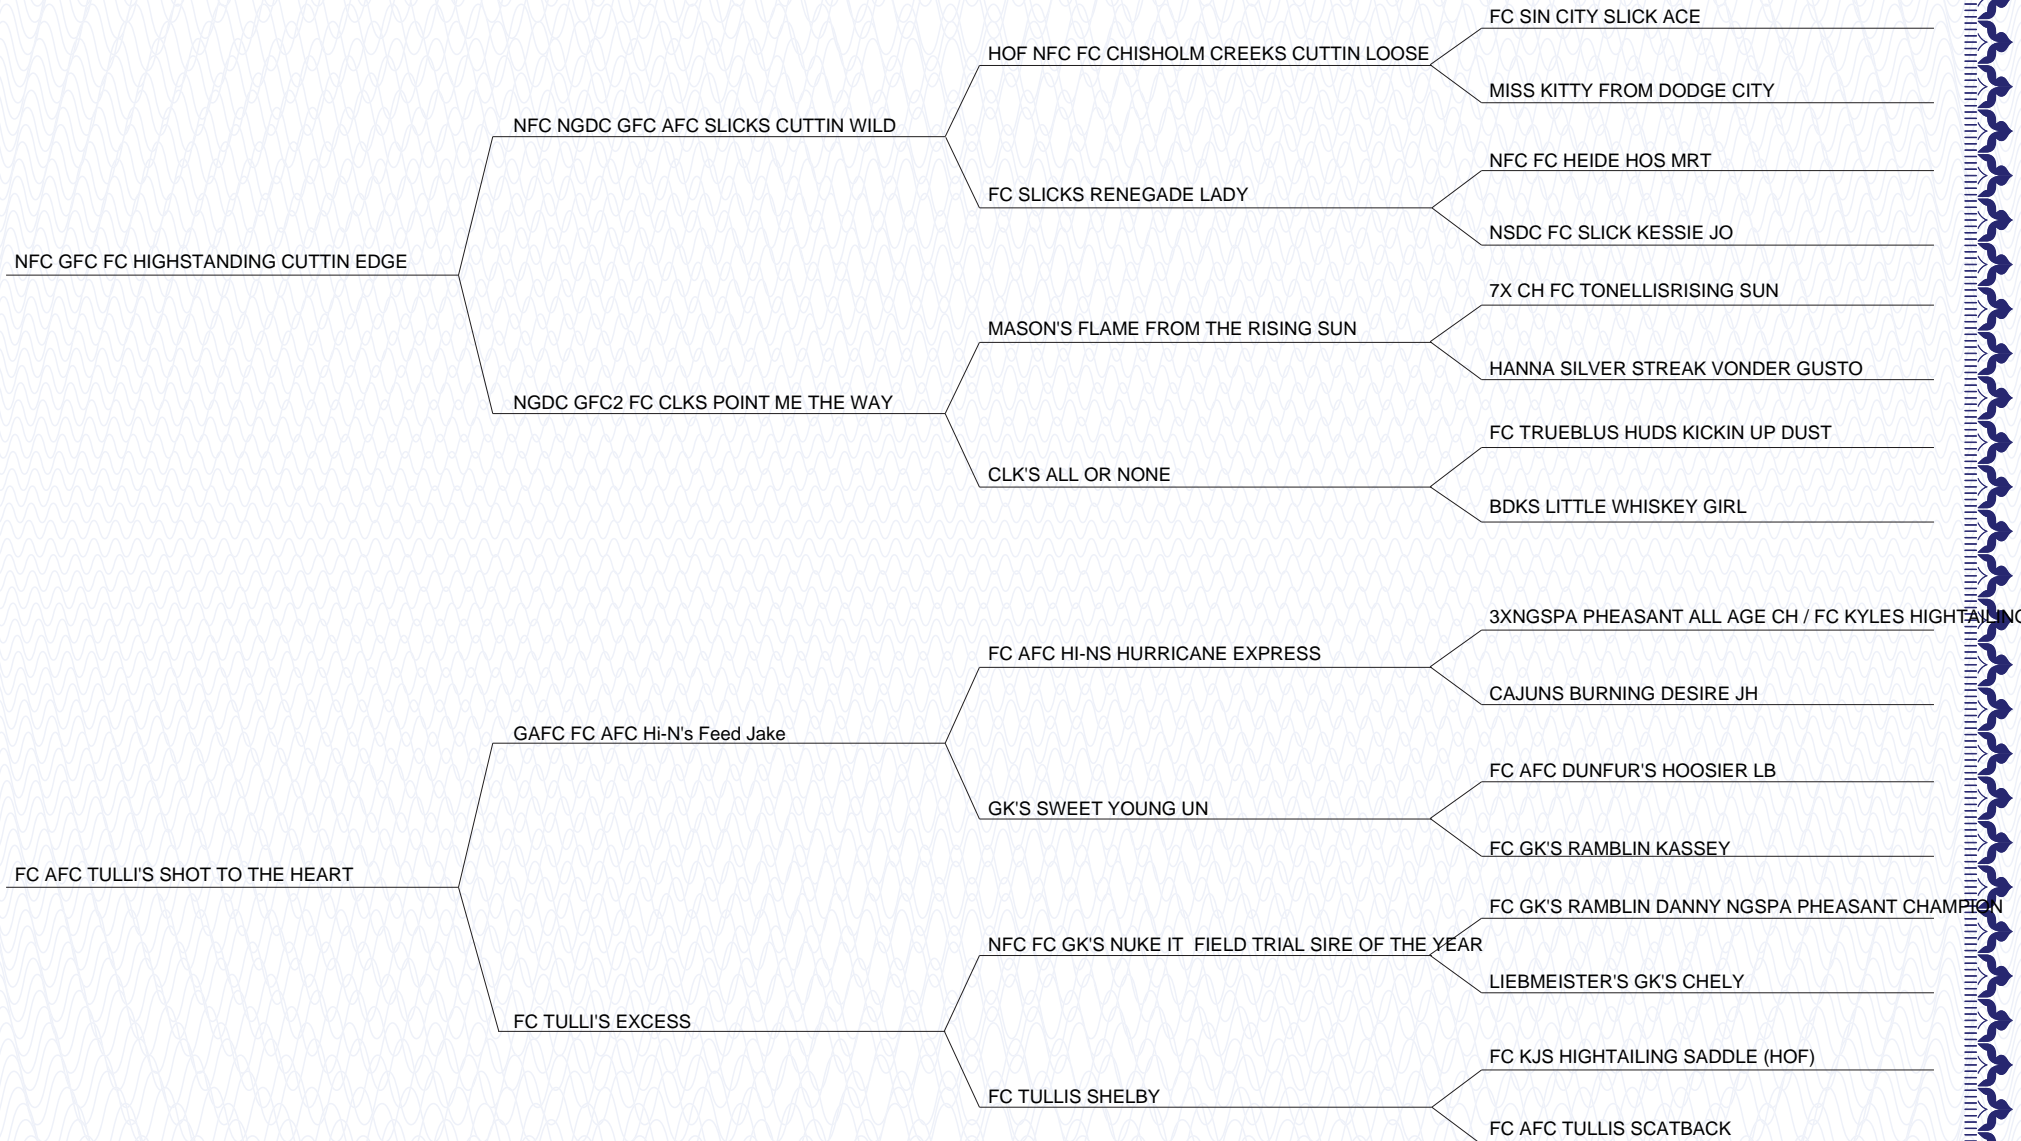 FC SIN CITY SLICK ACE
HOF NFC FC CHISHOLM CREEKS CUTTIN LOOSE
MISS KITTY FROM DODGE CITY
NFC NGDC GFC AFC SLICKS CUTTIN WILD
NFC FC HEIDE HOS MRT
FC SLICKS RENEGADE LADY
NSDC FC SLICK KESSIE JO
NFC GFC FC HIGHSTANDING CUTTIN EDGE
7X CH FC TONELLISRISING SUN
MASON'S FLAME FROM THE RISING SUN
HANNA SILVER STREAK VONDER GUSTO
NGDC GFC2 FC CLKS POINT ME THE WAY
FC TRUEBLUS HUDS KICKIN UP DUST
CLK'S ALL OR NONE
BDKS LITTLE WHISKEY GIRL
3XNGSPA PHEASANT ALL AGE CH / FC KYLES HIGHTAILING
FC AFC HI-NS HURRICANE EXPRESS
CAJUNS BURNING DESIRE JH
GAFC FC AFC Hi-N's Feed Jake
FC AFC DUNFUR'S HOOSIER LB
GK'S SWEET YOUNG UN
FC GK'S RAMBLIN KASSEY
FC AFC TULLI'S SHOT TO THE HEART
FC GK'S RAMBLIN DANNY NGSPA PHEASANT CHAMPION
NFC FC GK'S NUKE IT  FIELD TRIAL SIRE OF THE YEAR
LIEBMEISTER'S GK'S CHELY
FC TULLI'S EXCESS
FC KJS HIGHTAILING SADDLE (HOF)
FC TULLIS SHELBY
FC AFC TULLIS SCATBACK